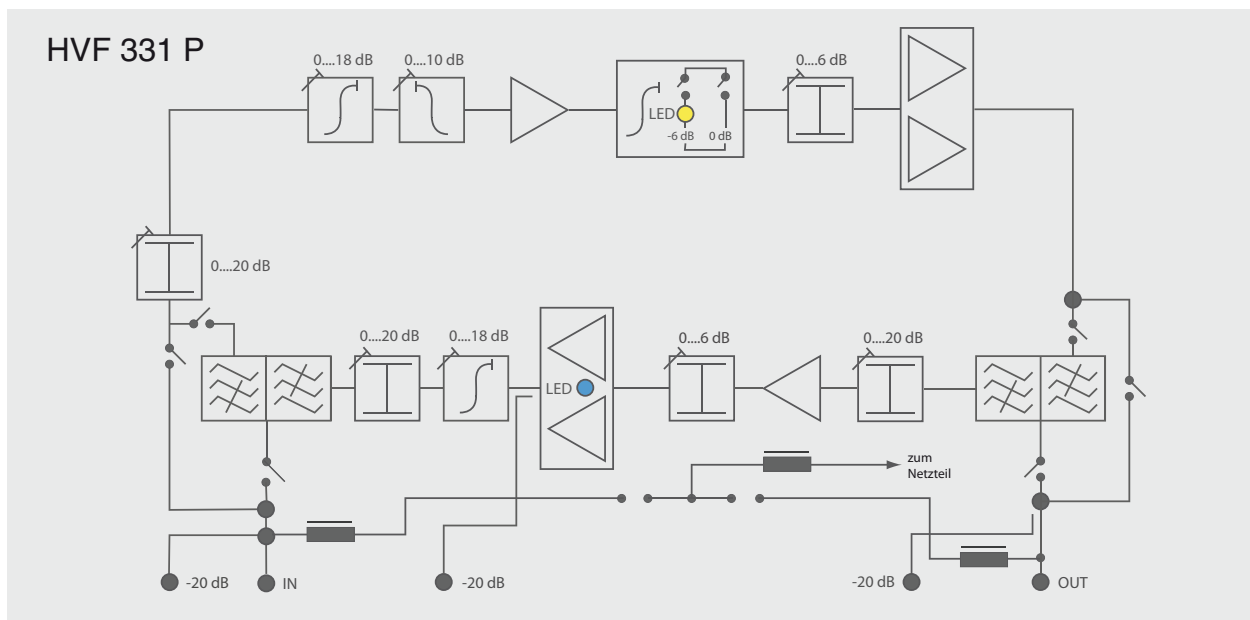 HVF 331 P
0....18 dB
0....10 dB
0....6 dB
LED
-6 dB
0 dB
0....20 dB
0....20 dB
0....18 dB
0....6 dB
0....20 dB
LED
zum
Netzteil
-20 dB
IN
-20 dB
-20 dB
OUT